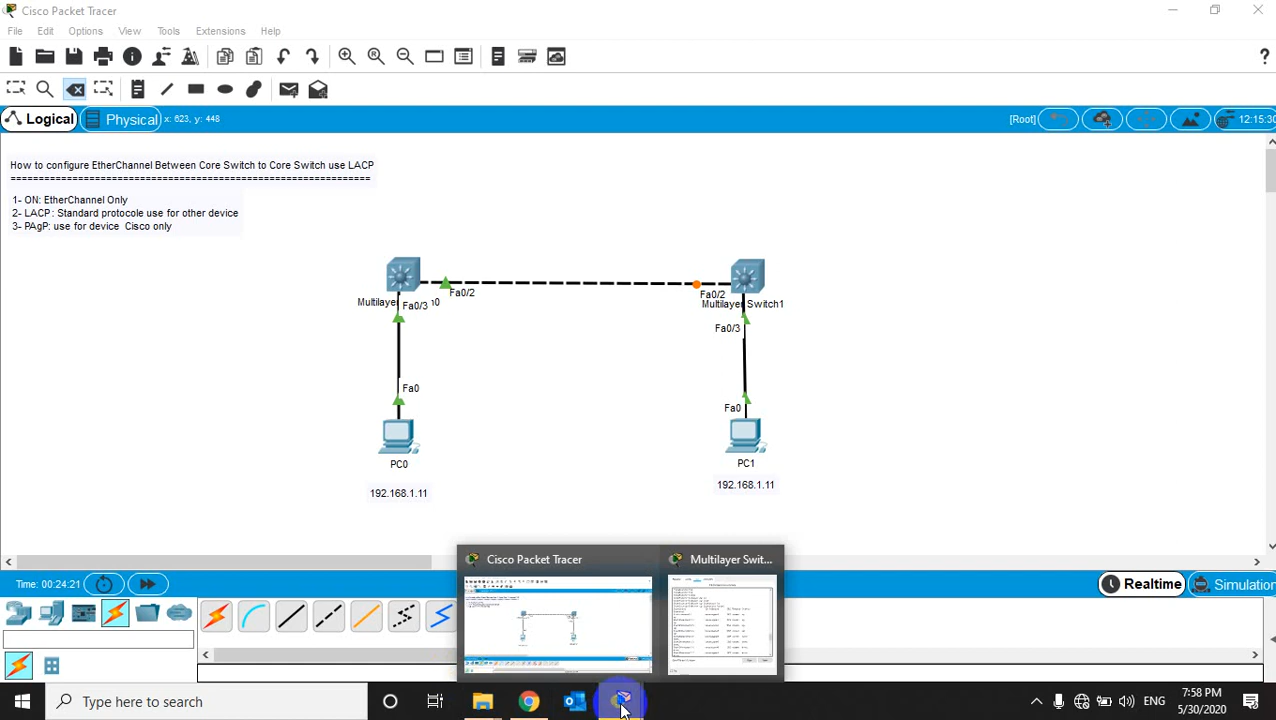 Cisco Packet Tracer
File Edit Options View Tools Extensions Help
?
Logical Physical x: 623, y: 448 [Root] 12:15:30
How to configure EtherChannel Between Core Switch to Core Switch use LACP
=======================================================================
1- ON: EtherChannel Only
2- LACP: Standard protocole use for other device
3- PAgP: use for device Cisco only
Fa0/2 Fa0/2
Multilayer h0 Fa0/3 Multilayer Switch1
Fa0/3
Fa0 Fa0
PC0 PC1
192.168.1.11 192.168.1.11
Cisco Packet Tracer Multilayer Swit...
Time: 00:24:21 Realtime Simulation
Type here to search
ENG
7:58 PM
5/30/2020